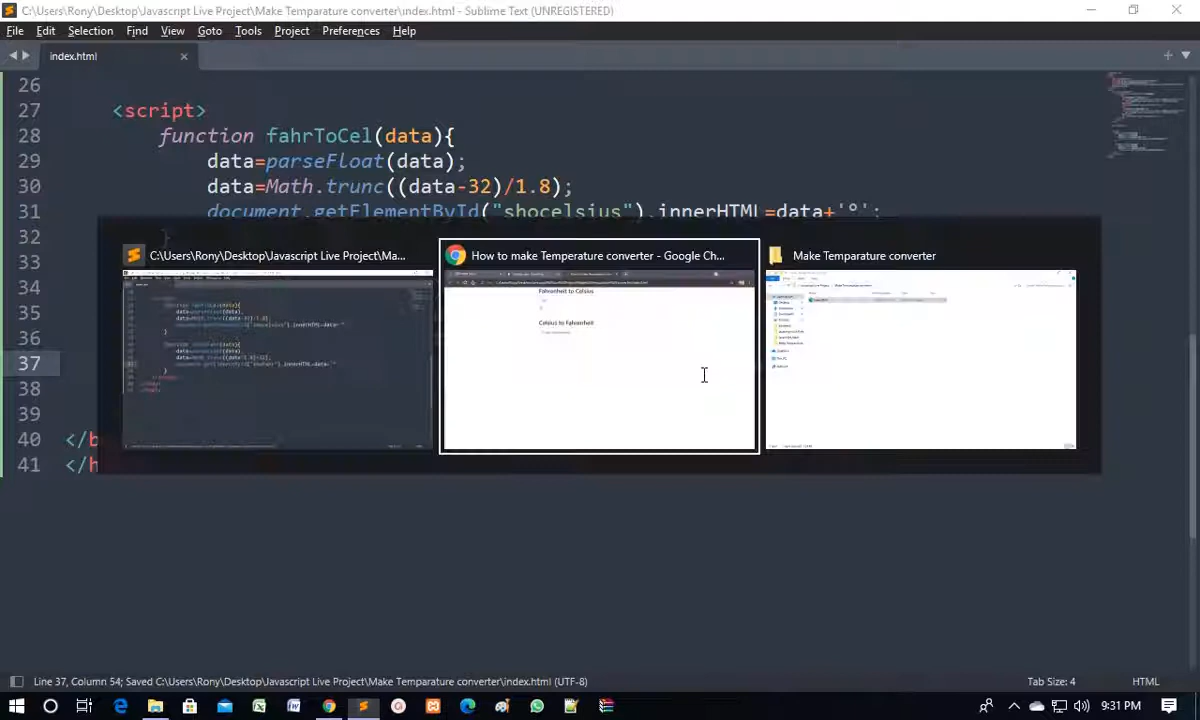 C:\Users\Rony\Desktop\Javascript Live Project\Make Temparature converter\index.html - Sublime Text (UNREGISTERED)
File Edit Selection Find View Goto Tools Project Preferences Help
index.html
26
27 <script>
28 function fahrToCel(data){
29 data=parseFloat(data);
30 data=Math.trunc((data-32)/1.8);
31 document.getElementById("shocelsius").innerHTML=data+'°';
32 }
33
34
35
36
37
38
39
40 </b
41 </h
C:\Users\Rony\Desktop\Javascript Live Project\Ma...
How to make Temperature converter - Google Ch...
Make Temparature converter
Fahrenheit to Celsius
Celsius to Fahrenheit
Line 37, Column 54; Saved C:\Users\Rony\Desktop\Javascript Live Project\Make Temparature converter\index.html (UTF-8)
Tab Size: 4
HTML
9:31 PM